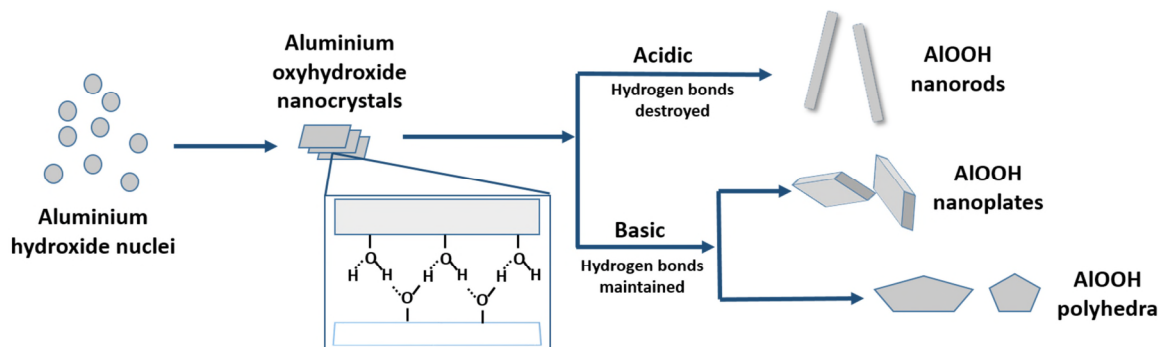 Aluminium
hydroxide nuclei
Aluminium
oxyhydroxide
nanocrystals
H
O
H
H
O
H
H
O
H
O
O
Acidic
Hydrogen bonds
destroyed
AlOOH
nanorods
Basic
Hydrogen bonds
maintained
AlOOH
nanoplates
AlOOH
polyhedra